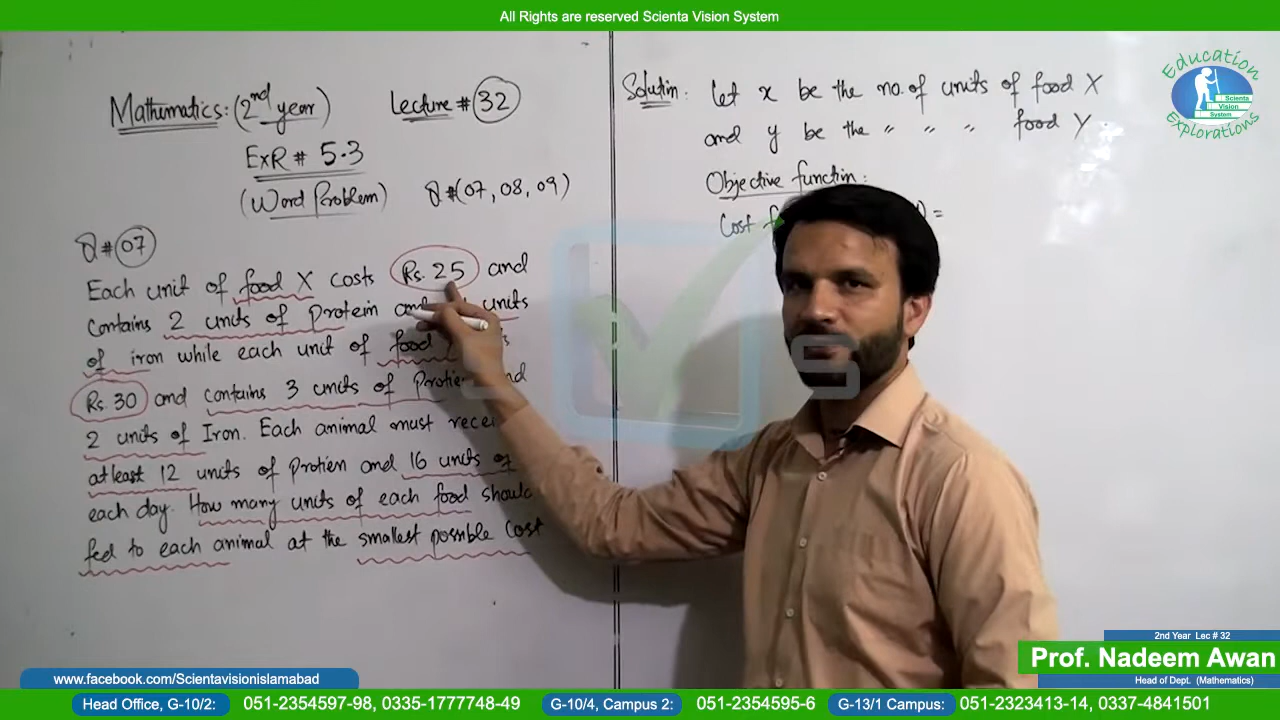 All Rights are reserved Scienta Vision System
Mathematics: (2nd year) Lecture # 32
ExR # 5.3
(Word Problem) Q#(07, 08, 09)
Q # 07
Each unit of food X costs Rs. 25 and
contains 2 units of protein and units
of iron while each unit of food
Rs. 30 and contains 3 units of Protien and
2 units of Iron. Each animal must
atleast 12 units of Protien and 16 units of
each day. How many units of each food should
fed to each animal at the smallest possible Cost
Solution: Let x be the no. of units of food X
and y be the " " " food Y
Objective function:
Cost =
Education
Scienta
Vision
System
Explorations
S
2nd Year Lec # 32
Prof. Nadeem Awan
Head of Dept. (Mathematics)
www.facebook.com/Scientavisionislamabad
Head Office, G-10/2: 051-2354597-98, 0335-1777748-49 G-10/4, Campus 2: 051-2354595-6 G-13/1 Campus: 051-2323413-14, 0337-4841501